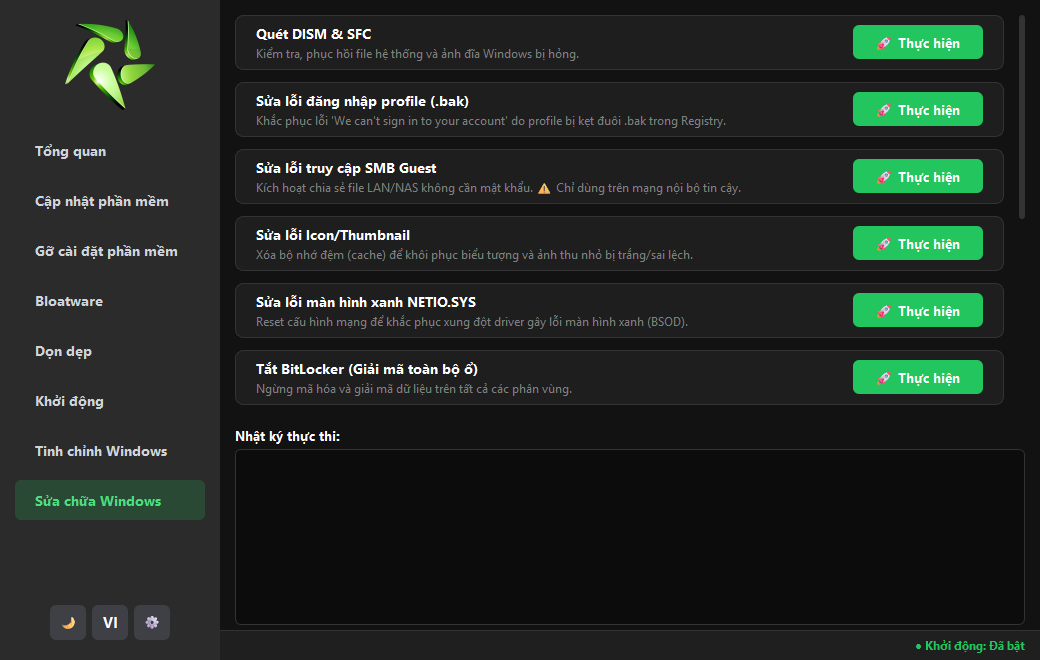 Tổng quan
Cập nhật phần mềm
Gỡ cài đặt phần mềm
Bloatware
Dọn dẹp
Khởi động
Tinh chỉnh Windows
Sửa chữa Windows
VI
Quét DISM & SFC
Kiểm tra, phục hồi file hệ thống và ảnh đĩa Windows bị hỏng.
Thực hiện
Sửa lỗi đăng nhập profile (.bak)
Khắc phục lỗi 'We can't sign in to your account' do profile bị kẹt đuôi .bak trong Registry.
Thực hiện
Sửa lỗi truy cập SMB Guest
Kích hoạt chia sẻ file LAN/NAS không cần mật khẩu. ⚠️ Chỉ dùng trên mạng nội bộ tin cậy.
Thực hiện
Sửa lỗi Icon/Thumbnail
Xóa bộ nhớ đệm (cache) để khôi phục biểu tượng và ảnh thu nhỏ bị trắng/sai lệch.
Thực hiện
Sửa lỗi màn hình xanh NETIO.SYS
Reset cấu hình mạng để khắc phục xung đột driver gây lỗi màn hình xanh (BSOD).
Thực hiện
Tắt BitLocker (Giải mã toàn bộ ổ)
Ngừng mã hóa và giải mã dữ liệu trên tất cả các phân vùng.
Thực hiện
Nhật ký thực thi:
● Khởi động: Đã bật